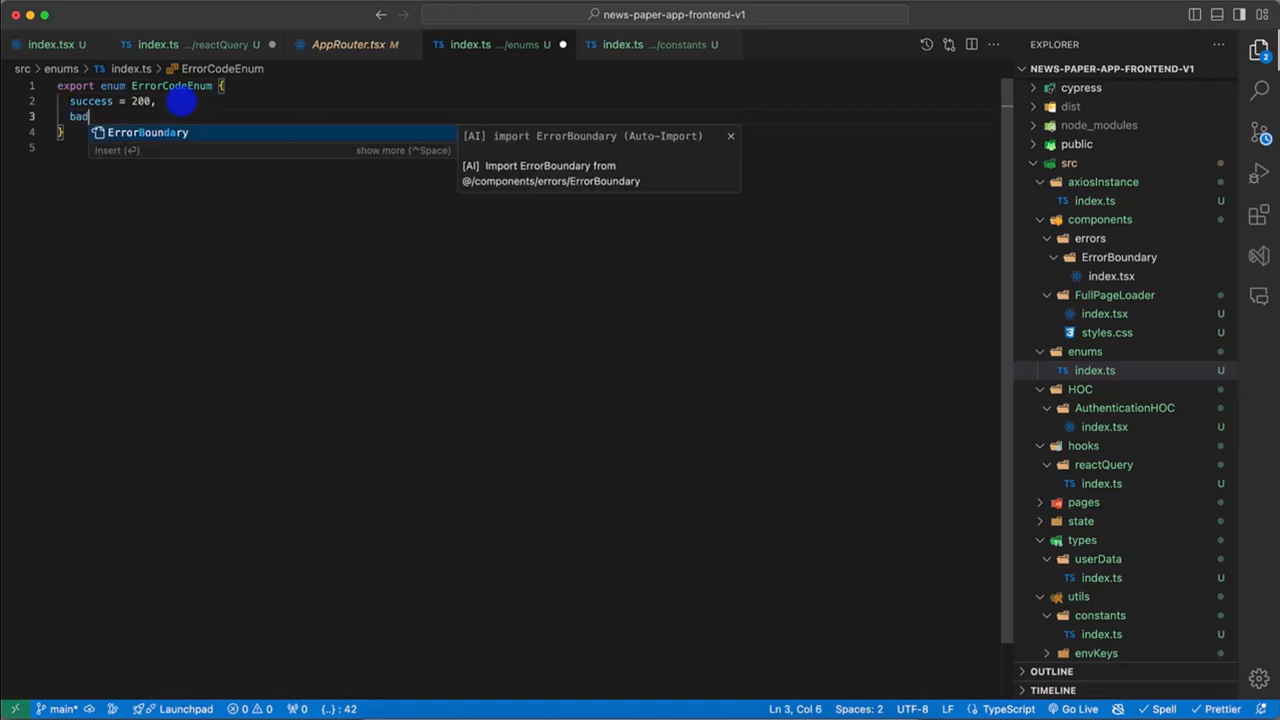 news-paper-app-frontend-v1
index.tsx U
index.ts .../reactQuery U
AppRouter.tsx M
index.ts .../enums U
index.ts .../constants U
src > enums > TS index.ts > ErrorCodeEnum
1 export enum ErrorCodeEnum {
2 success = 200,
3 bad
4 }
5
ErrorBoundary
Insert (⏎) show more (^Space)
[AI] import ErrorBoundary (Auto-Import)
[AI] Import ErrorBoundary from
@/components/errors/ErrorBoundary
EXPLORER
NEWS-PAPER-APP-FRONTEND-V1
cypress
dist
node_modules
public
src
axiosInstance
TS index.ts U
components
errors
ErrorBoundary
index.tsx
FullPageLoader
index.tsx U
styles.css U
enums
TS index.ts U
HOC
AuthenticationHOC
index.tsx U
hooks
reactQuery
TS index.ts U
pages
state
types
userData
TS index.ts U
utils
constants
TS index.ts U
envKeys
OUTLINE
TIMELINE
2
main* Launchpad 0 0 0 {..} : 42 Ln 3, Col 6 Spaces: 2 UTF-8 LF {} TypeScript Go Live Spell Prettier